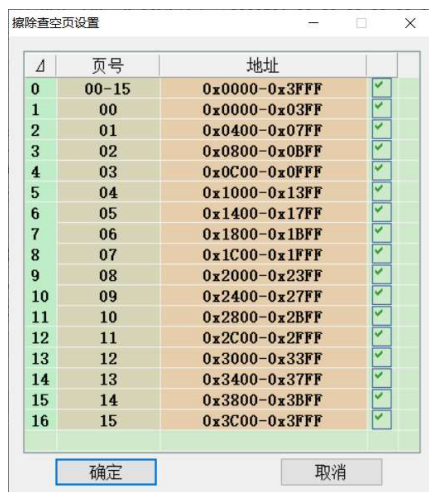 擦除查空页设置
⊿ 页号 地址
0 00-15 0x0000-0x3FFF
1 00 0x0000-0x03FF
2 01 0x0400-0x07FF
3 02 0x0800-0x0BFF
4 03 0x0C00-0x0FFF
5 04 0x1000-0x13FF
6 05 0x1400-0x17FF
7 06 0x1800-0x1BFF
8 07 0x1C00-0x1FFF
9 08 0x2000-0x23FF
10 09 0x2400-0x27FF
11 10 0x2800-0x2BFF
12 11 0x2C00-0x2FFF
13 12 0x3000-0x33FF
14 13 0x3400-0x37FF
15 14 0x3800-0x3BFF
16 15 0x3C00-0x3FFF
确定 取消